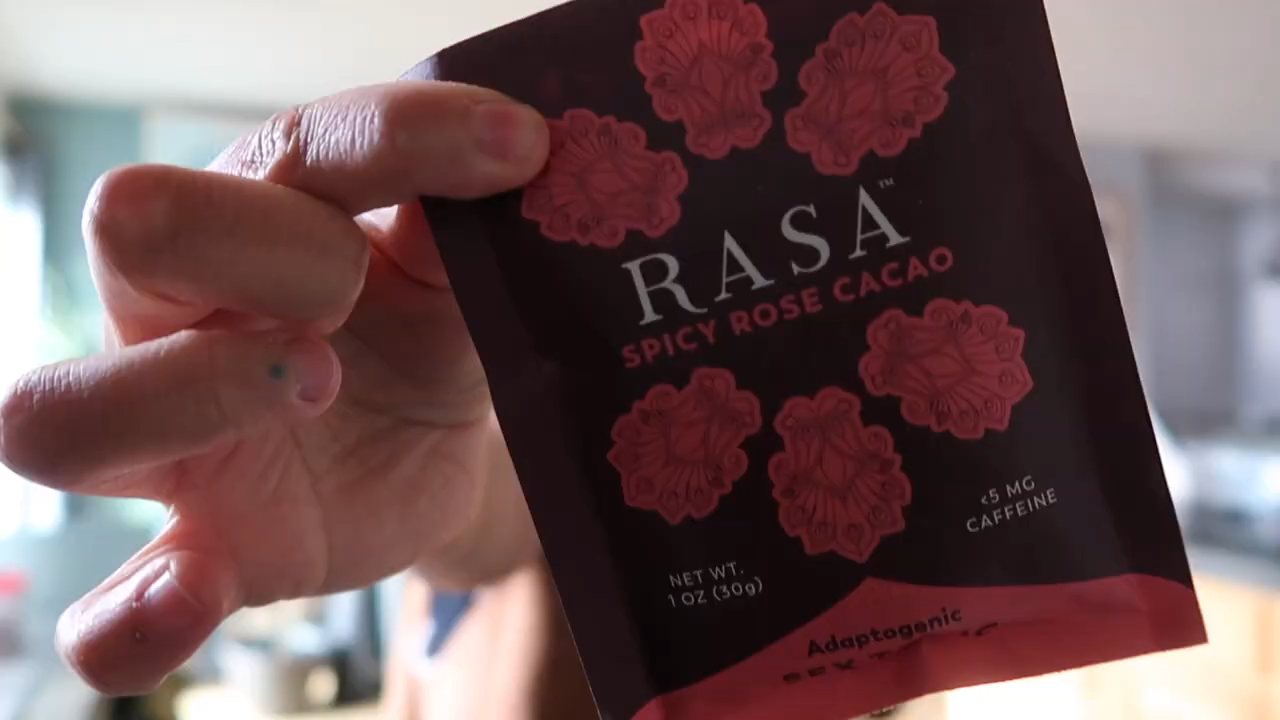 RASA™
SPICY ROSE CACAO
<5 MG
CAFFEINE
NET WT.
1 OZ (30g)
Adaptogenic